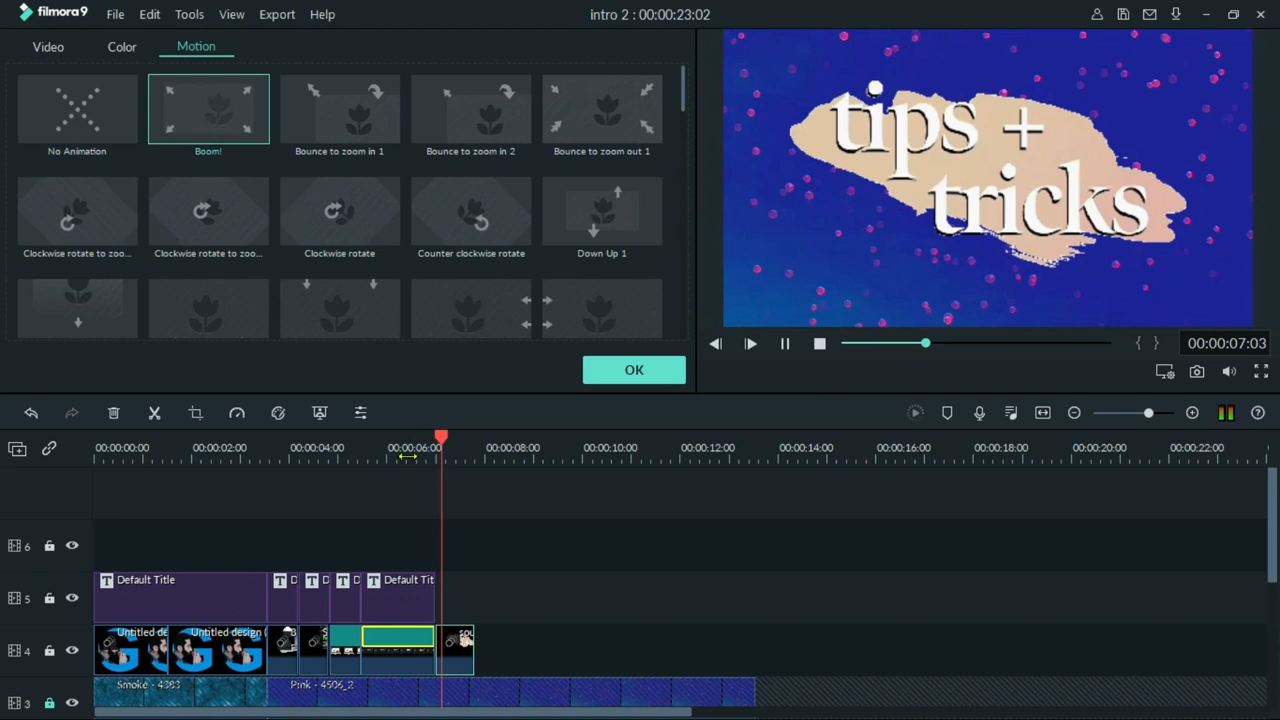 filmora9 File Edit Tools View Export Help intro 2 : 00:00:23:02
Video Color Motion
No Animation Boom! Bounce to zoom in 1 Bounce to zoom in 2 Bounce to zoom out 1
Clockwise rotate to zoo... Clockwise rotate to zoo... Clockwise rotate Counter clockwise rotate Down Up 1
OK
tips +
tricks
{ } 00:00:07:03
00:00:00:00 00:00:02:00 00:00:04:00 00:00:06:00 00:00:08:00 00:00:10:00 00:00:12:00 00:00:14:00 00:00:16:00 00:00:18:00 00:00:20:00 00:00:22:00
6
5 T Default Title T D T D T D T Default Tit
4 Untitled de Untitled design ( sou
3 Smoke - 4383 Pink - 4506_2